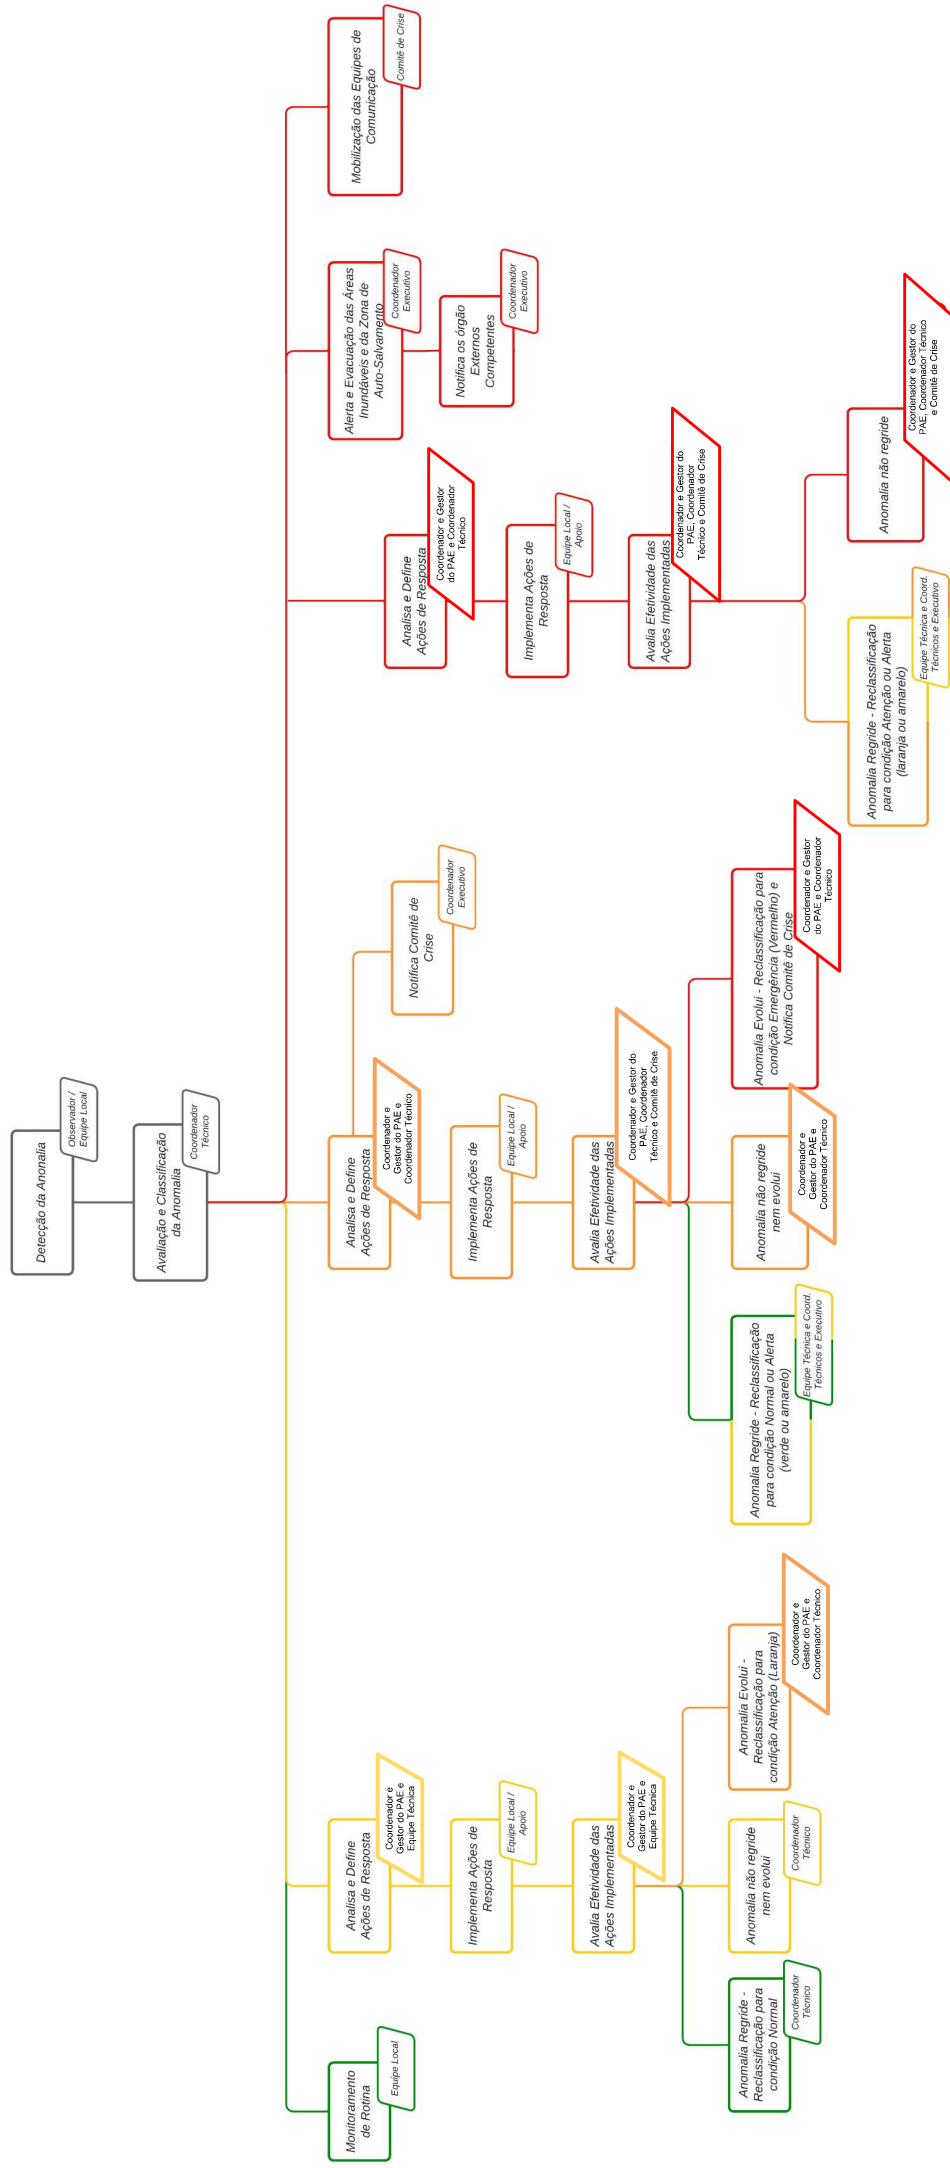 Detecção da Anonalia
Observador /
Equipe Local
Avaliação e Classificação
da Anomalia
Coordenador
Técnico
Monitoramento
de Rotina
Equipe Local
Analisa e Define
Ações de Resposta
Coordenador e
Gestor do PAE e
Equipe Técnica
Implementa Ações de
Resposta
Equipe Local /
Apoio
Avalia Efetividade das
Ações Implementadas
Coordenador e
Gestor do PAE e
Equipe Técnica
Anomalia Regride -
Reclassificação para
condição Normal
Coordenador
Técnico
Anomalia não regride
nem evolui
Coordenador
Técnico
Anomalia Evolui -
Reclassificação para
condição Atenção (Laranja)
Coordenador e
Gestor do PAE e
Coordenador Técnico
Analisa e Define
Ações de Resposta
Coordenador e
Gestor do PAE e
Coordenador Técnico
Notifica Comitê de
Crise
Coordenador
Executivo
Implementa Ações de
Resposta
Equipe Local /
Apoio
Avalia Efetividade das
Ações Implementadas
Coordenador e Gestor do
PAE, Coordenador
Técnico e Comitê de Crise
Anomalia Regride - Reclassificação
para condição Normal ou Alerta
(verde ou amarelo)
Equipe Técnica e Coord.
Técnicos e Executivo
Anomalia não regride
nem evolui
Coordenador e
Gestor do PAE e
Coordenador Técnico
Anomalia Evolui - Reclassificação para
condição Emergência (Vermelho) e
Notifica Comitê de Crise
Coordenador e Gestor
do PAE e Coordenador
Técnico
Analisa e Define
Ações de Resposta
Coordenador e Gestor
do PAE e Coordenador
Técnico
Implementa Ações de
Resposta
Equipe Local /
Apoio
Avalia Efetividade das
Ações Implementadas
Coordenador e Gestor do
PAE, Coordenador
Técnico e Comitê de Crise
Anomalia Regride - Reclassificação
para condição Atenção ou Alerta
(laranja ou amarelo)
Equipe Técnica e Coord.
Técnicos e Executivo
Anomalia não regride
Coordenador e Gestor do
PAE, Coordenador Técnico
e Comitê de Crise
Alerta e Evacuação das Áreas
Inundáveis e da Zona de
Auto-Salvamento
Coordenador
Executivo
Notifica os órgão
Externos
Competentes
Coordenador
Executivo
Mobilização das Equipes de
Comunicação
Comitê de Crise